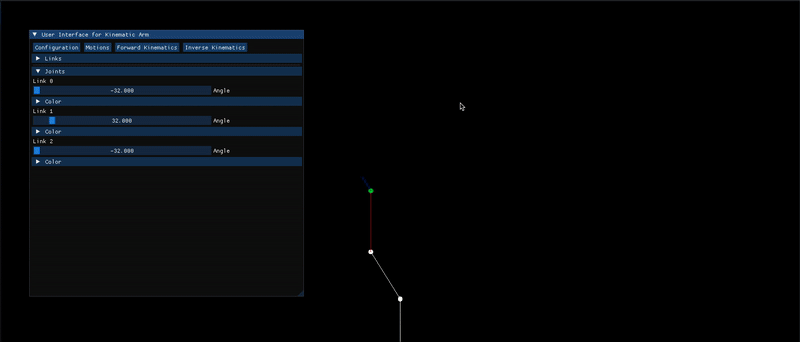 User Interface for Kinematic Arm
Configuration Motions Forward Kinematics Inverse Kinematics
Links
Joints
Link 0
-32.000 Angle
Color
Link 1
32.000 Angle
Color
Link 2
-32.000 Angle
Color